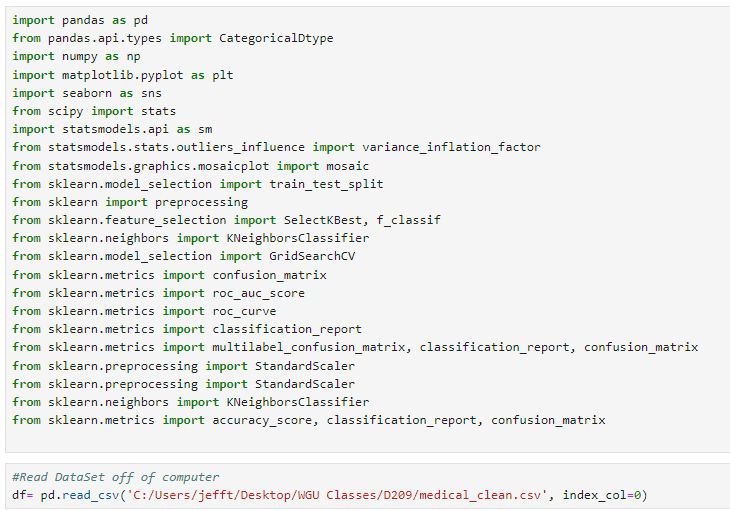 import pandas as pd
from pandas.api.types import CategoricalDtype
import numpy as np
import matplotlib.pyplot as plt
import seaborn as sns
from scipy import stats
import statsmodels.api as sm
from statsmodels.stats.outliers_influence import variance_inflation_factor
from statsmodels.graphics.mosaicplot import mosaic
from sklearn.model_selection import train_test_split
from sklearn import preprocessing
from sklearn.feature_selection import SelectKBest, f_classif
from sklearn.neighbors import KNeighborsClassifier
from sklearn.model_selection import GridSearchCV
from sklearn.metrics import confusion_matrix
from sklearn.metrics import roc_auc_score
from sklearn.metrics import roc_curve
from sklearn.metrics import classification_report
from sklearn.metrics import multilabel_confusion_matrix, classification_report, confusion_matrix
from sklearn.preprocessing import StandardScaler
from sklearn.preprocessing import StandardScaler
from sklearn.neighbors import KNeighborsClassifier
from sklearn.metrics import accuracy_score, classification_report, confusion_matrix
#Read DataSet off of computer
df= pd.read_csv('C:/Users/jefft/Desktop/WGU Classes/D209/medical_clean.csv', index_col=0)